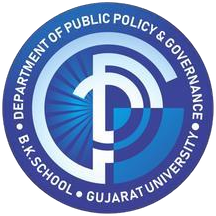 • DEPARTMENT OF PUBLIC POLICY & GOVERNANCE •
B.K.SCHOOL • GUJARAT UNIVERSITY